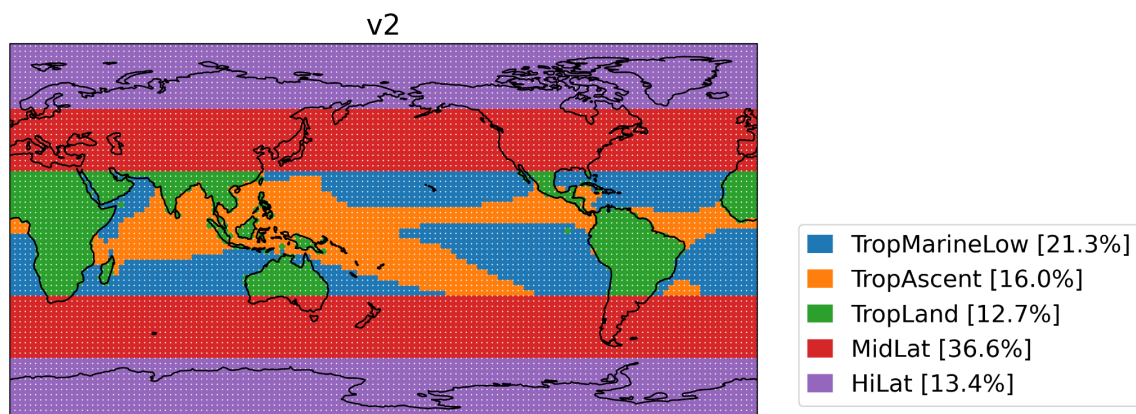 v2
TropMarineLow [21.3%]
TropAscent [16.0%]
TropLand [12.7%]
MidLat [36.6%]
HiLat [13.4%]